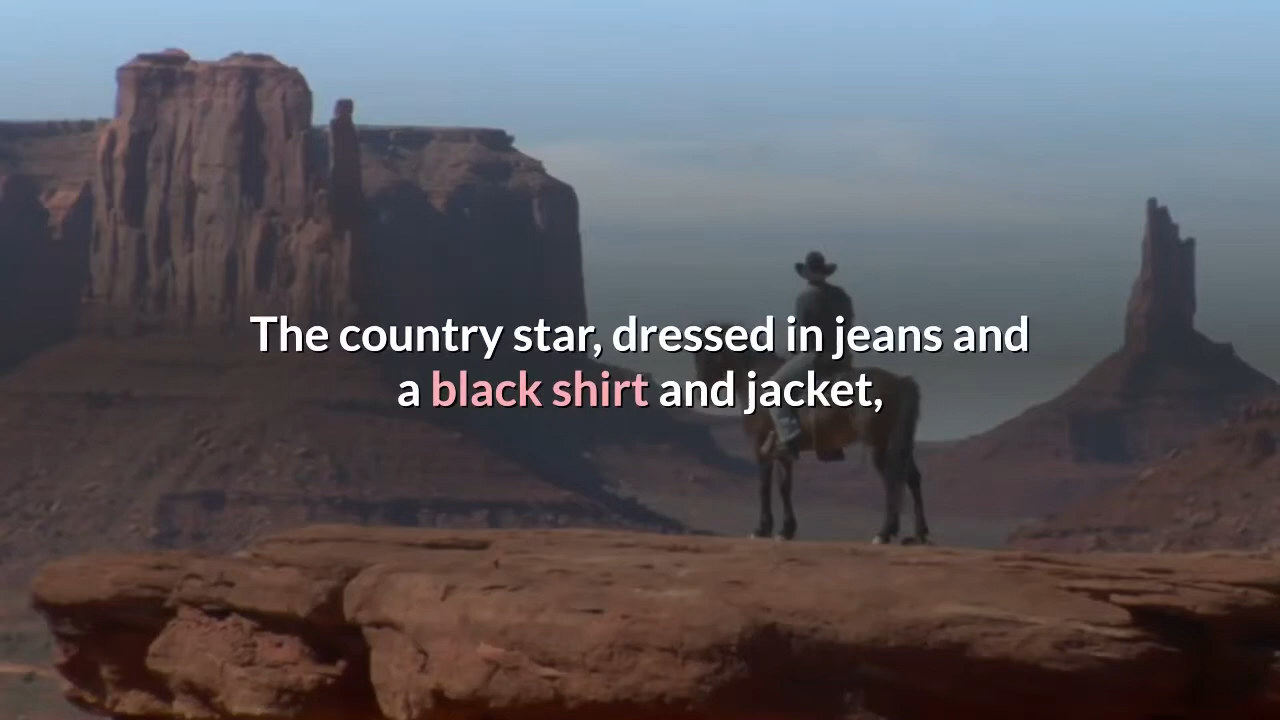 The country star, dressed in jeans and
a black shirt and jacket,